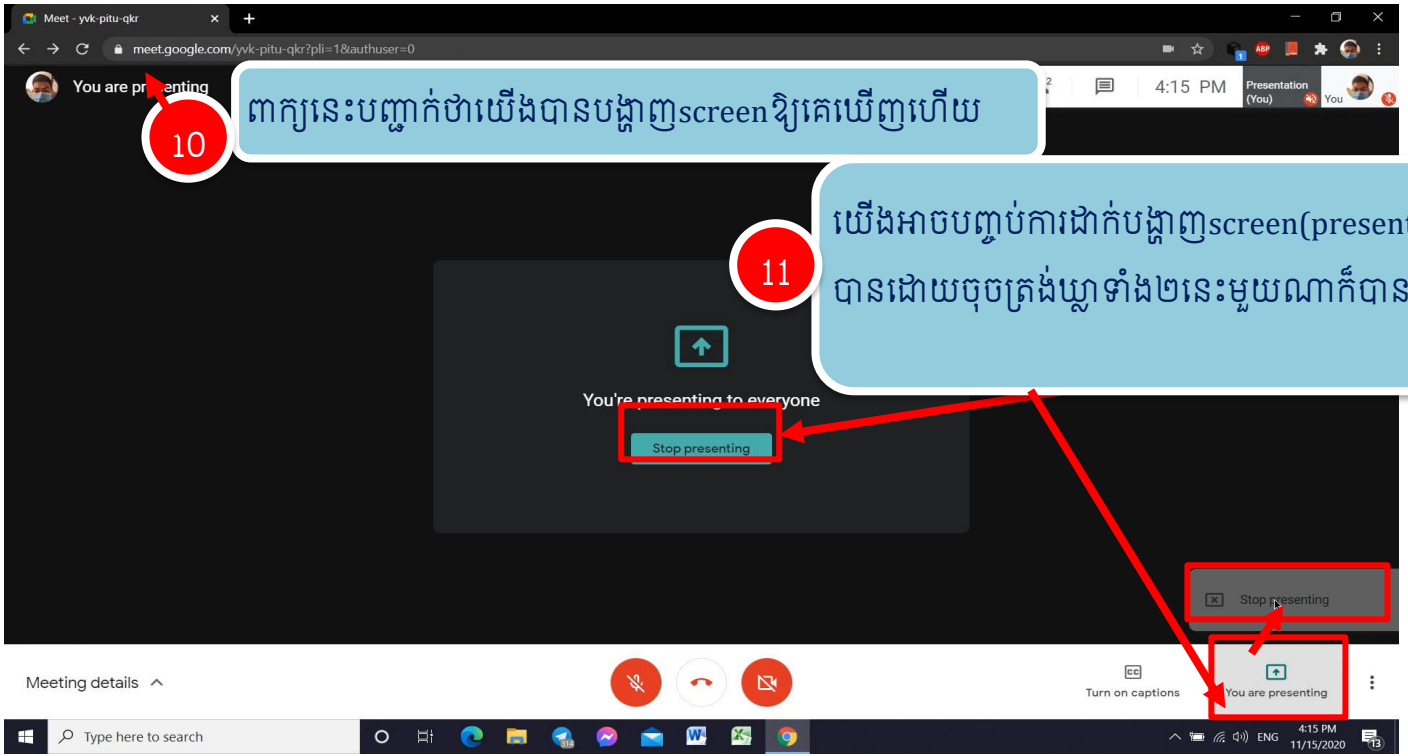 Meet - yvk-pitu-qkr
meet.google.com/yvk-pitu-qkr?pli=1&authuser=0
ABP
1
You are presenting
2
4:15 PM
Presentation
(You)
You
10
ពាក្យនេះបញ្ជាក់ថាយើងបានបង្ហាញscreenឱ្យគេឃើញហើយ
11
យើងអាចបញ្ចប់ការដាក់បង្ហាញscreen(present
បានដោយចុចត្រង់ឃ្លាទាំង២នេះមួយណាក៏បាន
You're presenting to everyone
Stop presenting
Stop presenting
Meeting details
CC
Turn on captions
You are presenting
Type here to search
314
ENG
4:15 PM
11/15/2020
13